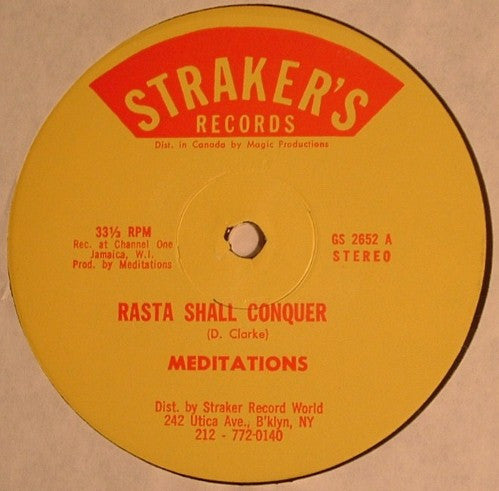 STRAKER'S
RECORDS
Dist. in Canada by Magic Productions
33⅓ RPM
Rec. at Channel One
Jamaica, W.I.
Prod. by Meditations
GS 2652 A
STEREO
RASTA SHALL CONQUER
(D. Clarke)
MEDITATIONS
Dist. by Straker Record World
242 Utica Ave., B'klyn, NY
212 - 772-0140